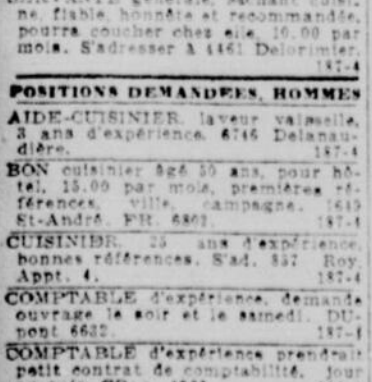 ne, fiable, honnête et recommandée,
pourra coucher chez elle, 10.00 par
mois. S'adresser à 4461 Delorimier.
187-4
POSITIONS DEMANDEES, HOMMES
AIDE-CUISINIER, laveur vaisselle,
3 ans d'expérience. 6746 Delanau-
dière. 187-4
BON cuisinier âgé 50 ans, pour hô-
tel, 15.00 par mois, premières ré-
férences, ville, campagne. 1649
St-André. FR. 6802. 187-4
CUISINIER, 25 ans d'expérience,
bonnes références. S'ad. 857 Roy,
Appt. 4. 187-4
COMPTABLE d'expérience, demande
ouvrage le soir et le samedi. DU-
pont 6632. 187-4
COMPTABLE d'expérience prendrait
petit contrat de comptabilité, jour